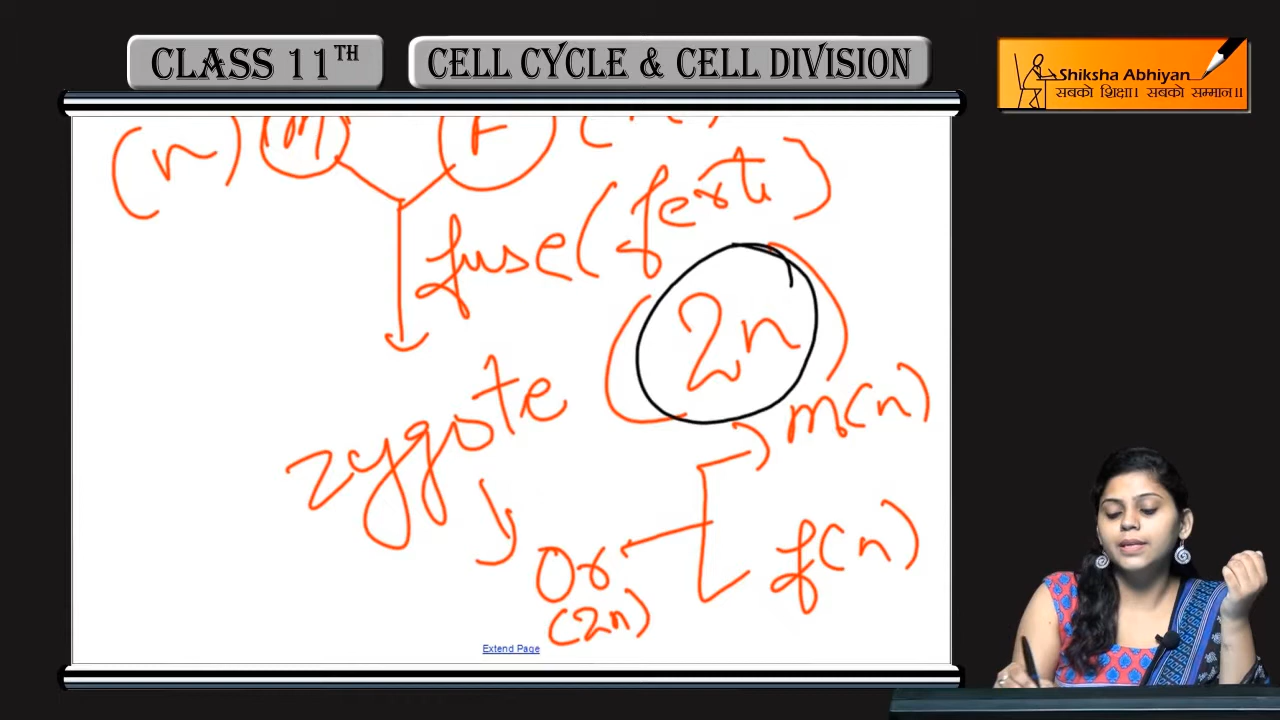 CLASS 11TH
CELL CYCLE & CELL DIVISION
Shiksha Abhiyan
सबको शिक्षा। सबको सम्मान।।
(n) M F (n)
fuse (ferti)
(2n)
zygote
m(n)
Or
(2n)
f(n)
Extend Page